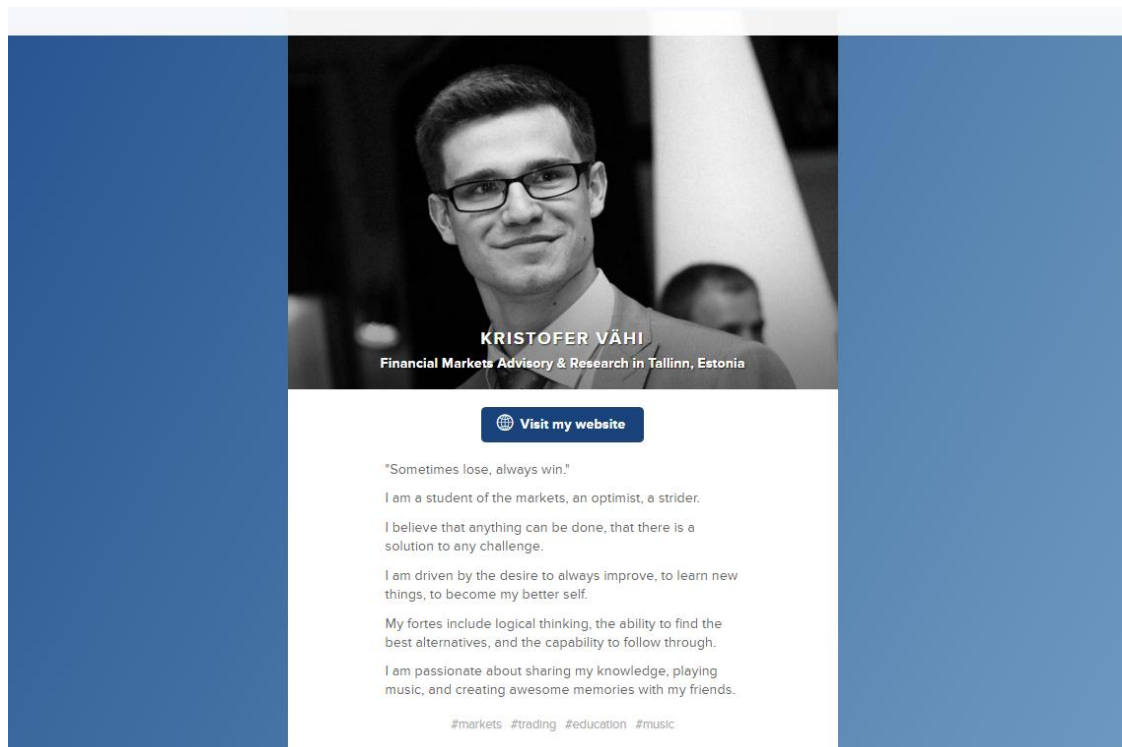 KRISTOFER VÄHI
Financial Markets Advisory & Research in Tallinn, Estonia
Visit my website
"Sometimes lose, always win."
I am a student of the markets, an optimist, a strider.
I believe that anything can be done, that there is a
solution to any challenge.
I am driven by the desire to always improve, to learn new
things, to become my better self.
My fortes include logical thinking, the ability to find the
best alternatives, and the capability to follow through.
I am passionate about sharing my knowledge, playing
music, and creating awesome memories with my friends.
#markets #trading #education #music